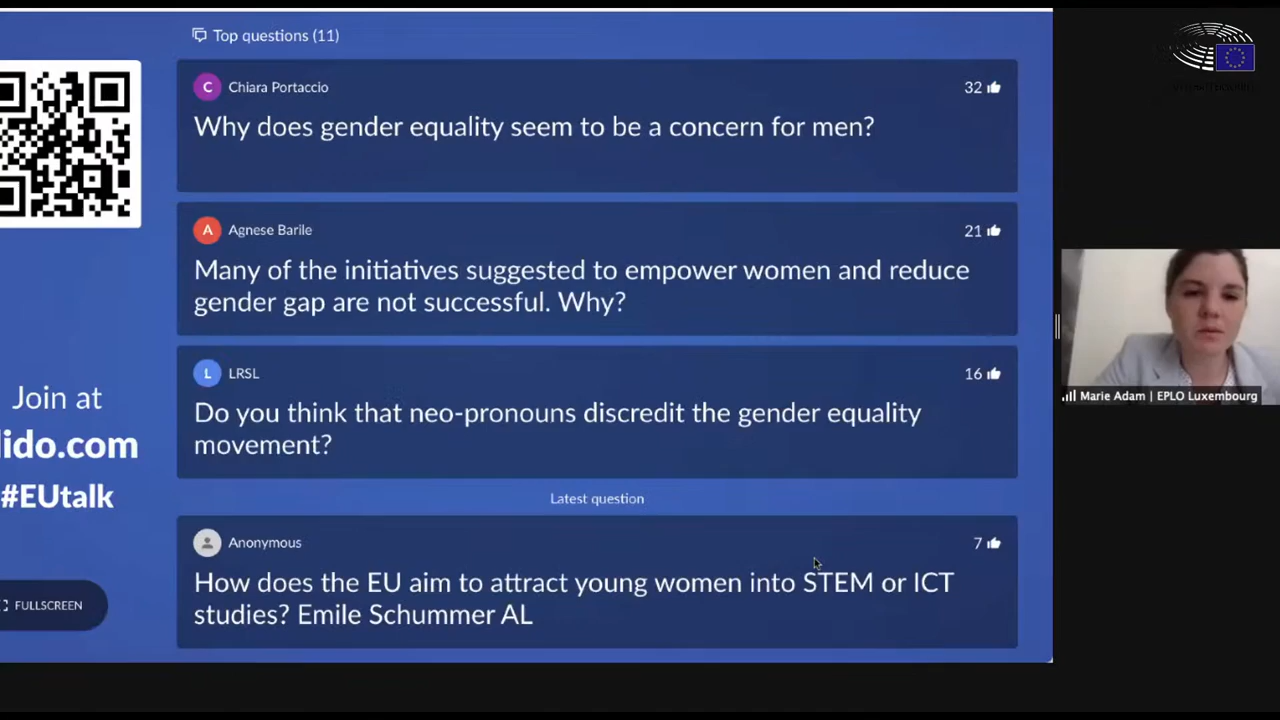 Top questions (11)
C Chiara Portaccio 32
Why does gender equality seem to be a concern for men?
A Agnese Barile 21
Many of the initiatives suggested to empower women and reduce
gender gap are not successful. Why?
L LRSL 16
Do you think that neo-pronouns discredit the gender equality
movement?
Latest question
Anonymous 7
How does the EU aim to attract young women into STEM or ICT
studies? Emile Schummer AL
Join at
lido.com
#EUtalk
FULLSCREEN
Marie Adam | EPLO Luxembourg